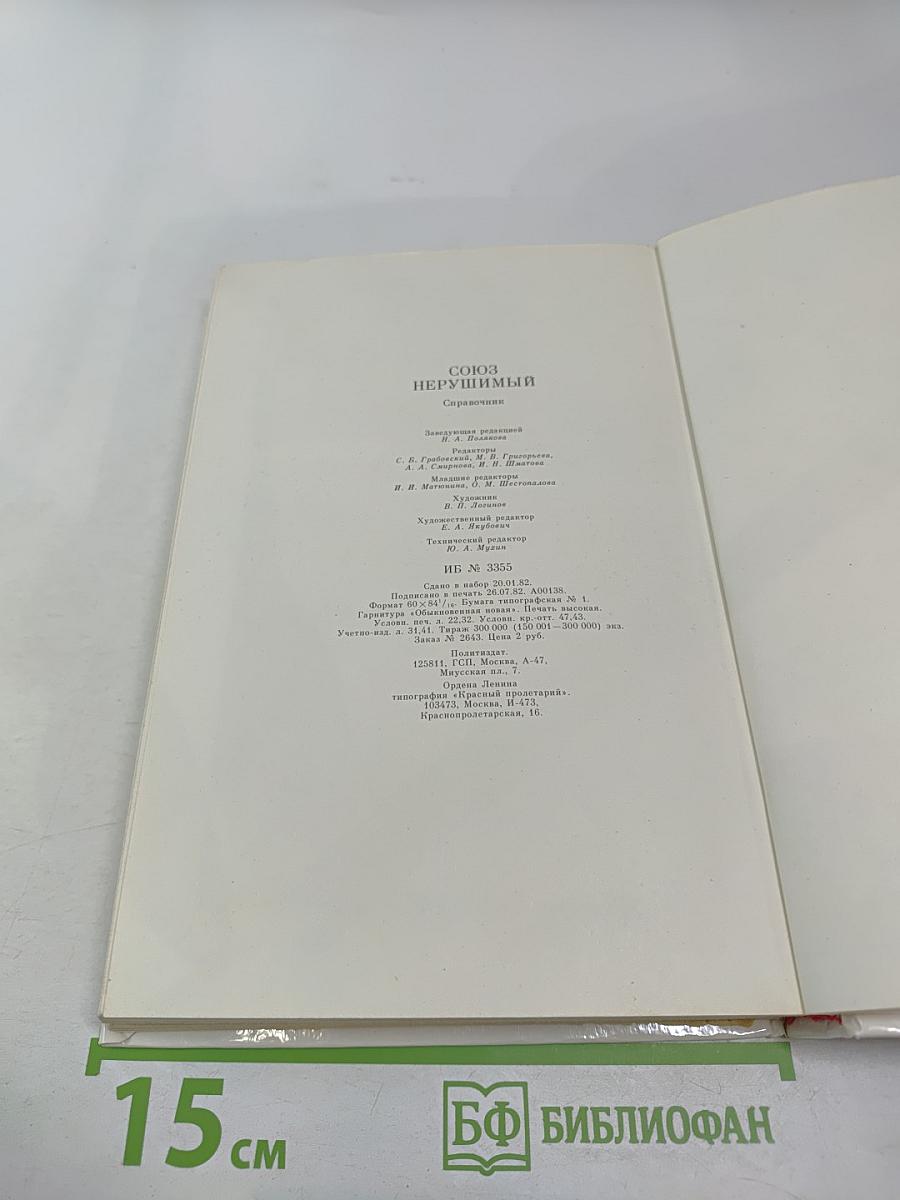 СОЮЗ
НЕРУШИМЫЙ
Справочник
Заведующая редакцией
Н. А. Полякова
Редакторы
С. Б. Грабовский, М. В. Григорьева,
А. А. Смирнова, И. Н. Шматова
Младшие редакторы
И. И. Матюнина, О. М. Шестопалова
Художник
В. П. Логинов
Художественный редактор
Е. А. Якубович
Технический редактор
Ю. А. Мухин
ИБ № 3355
Сдано в набор 20.01.82.
Подписано в печать 26.07.82. А00138.
Формат 60×84¹/₁₆. Бумага типографская № 1.
Гарнитура «Обыкновенная новая». Печать высокая.
Условн. печ. л. 22,32. Условн. кр.-отт. 47,43.
Учетно-изд. л. 31,41. Тираж 300 000 (150 001—300 000) экз.
Заказ № 2643. Цена 2 руб.
Политиздат.
125811, ГСП, Москва, А-47,
Миусская пл., 7.
Ордена Ленина
типография «Красный пролетарий».
103473, Москва, И-473,
Краснопролетарская, 16.
15 см
БФ БИБЛИОФАН